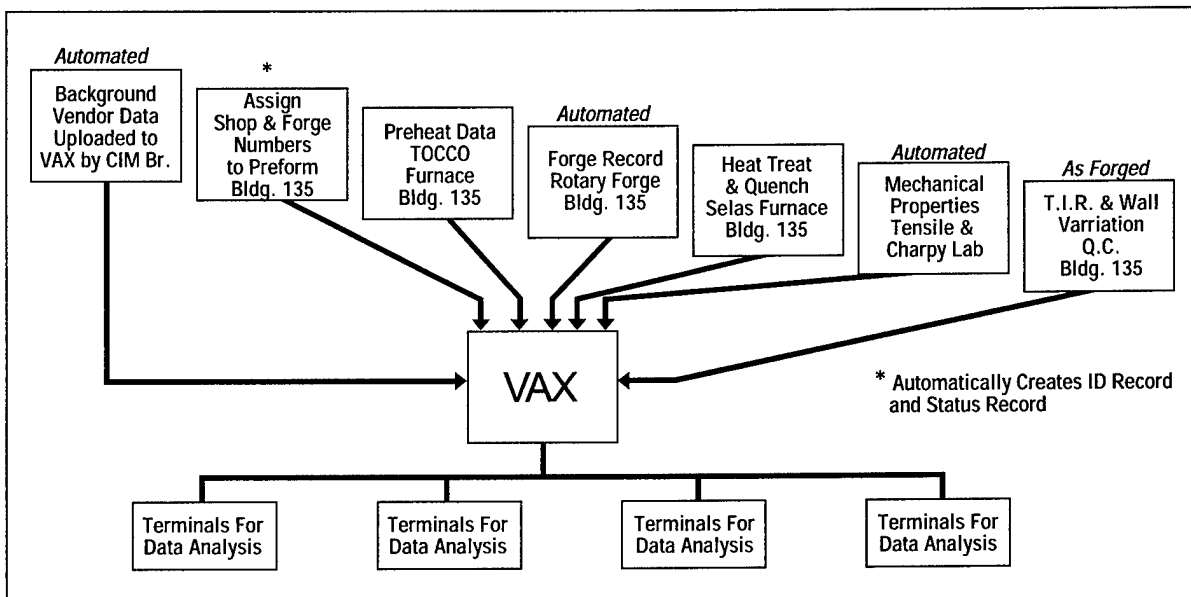 Automated
Background
Vendor Data
Uploaded to
VAX by CIM Br.
*
Assign
Shop & Forge
Numbers
to Preform
Bldg. 135
Preheat Data
TOCCO
Furnace
Bldg. 135
Automated
Forge Record
Rotary Forge
Bldg. 135
Heat Treat
& Quench
Selas Furnace
Bldg. 135
Automated
Mechanical
Properties
Tensile &
Charpy Lab
As Forged
T.I.R. & Wall
Varriation
Q.C.
Bldg. 135
VAX
* Automatically Creates ID Record
and Status Record
Terminals For
Data Analysis
Terminals For
Data Analysis
Terminals For
Data Analysis
Terminals For
Data Analysis